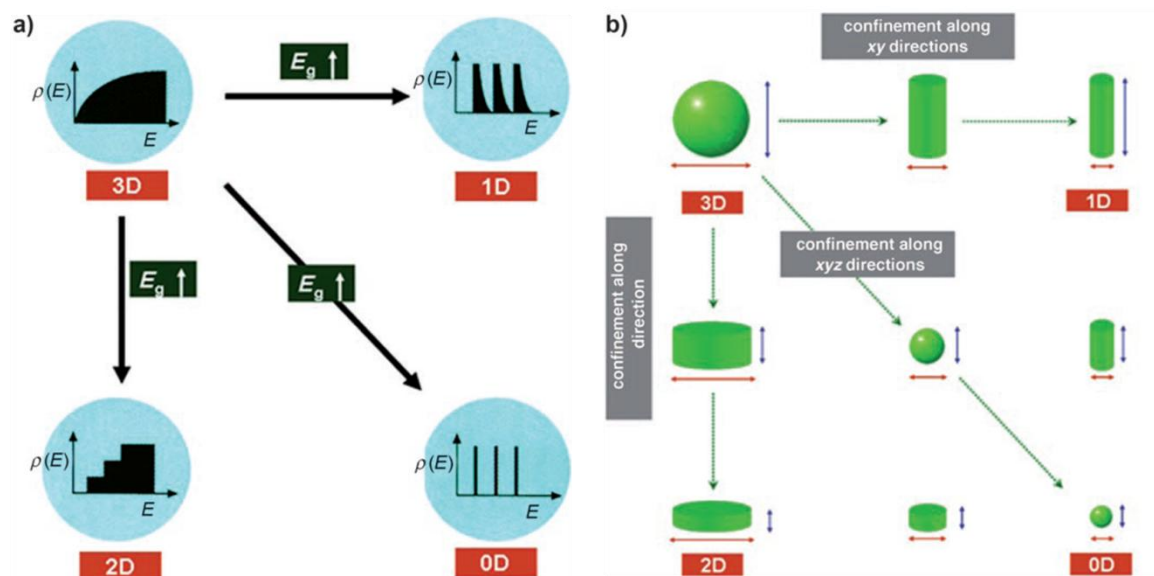 a)
ρ(E)
E
3D
Eg ↑
ρ(E)
E
1D
Eg ↑
Eg ↑
ρ(E)
E
2D
ρ(E)
E
0D
b)
confinement along
xy directions
3D
1D
confinement along
direction
confinement along
xyz directions
2D
0D